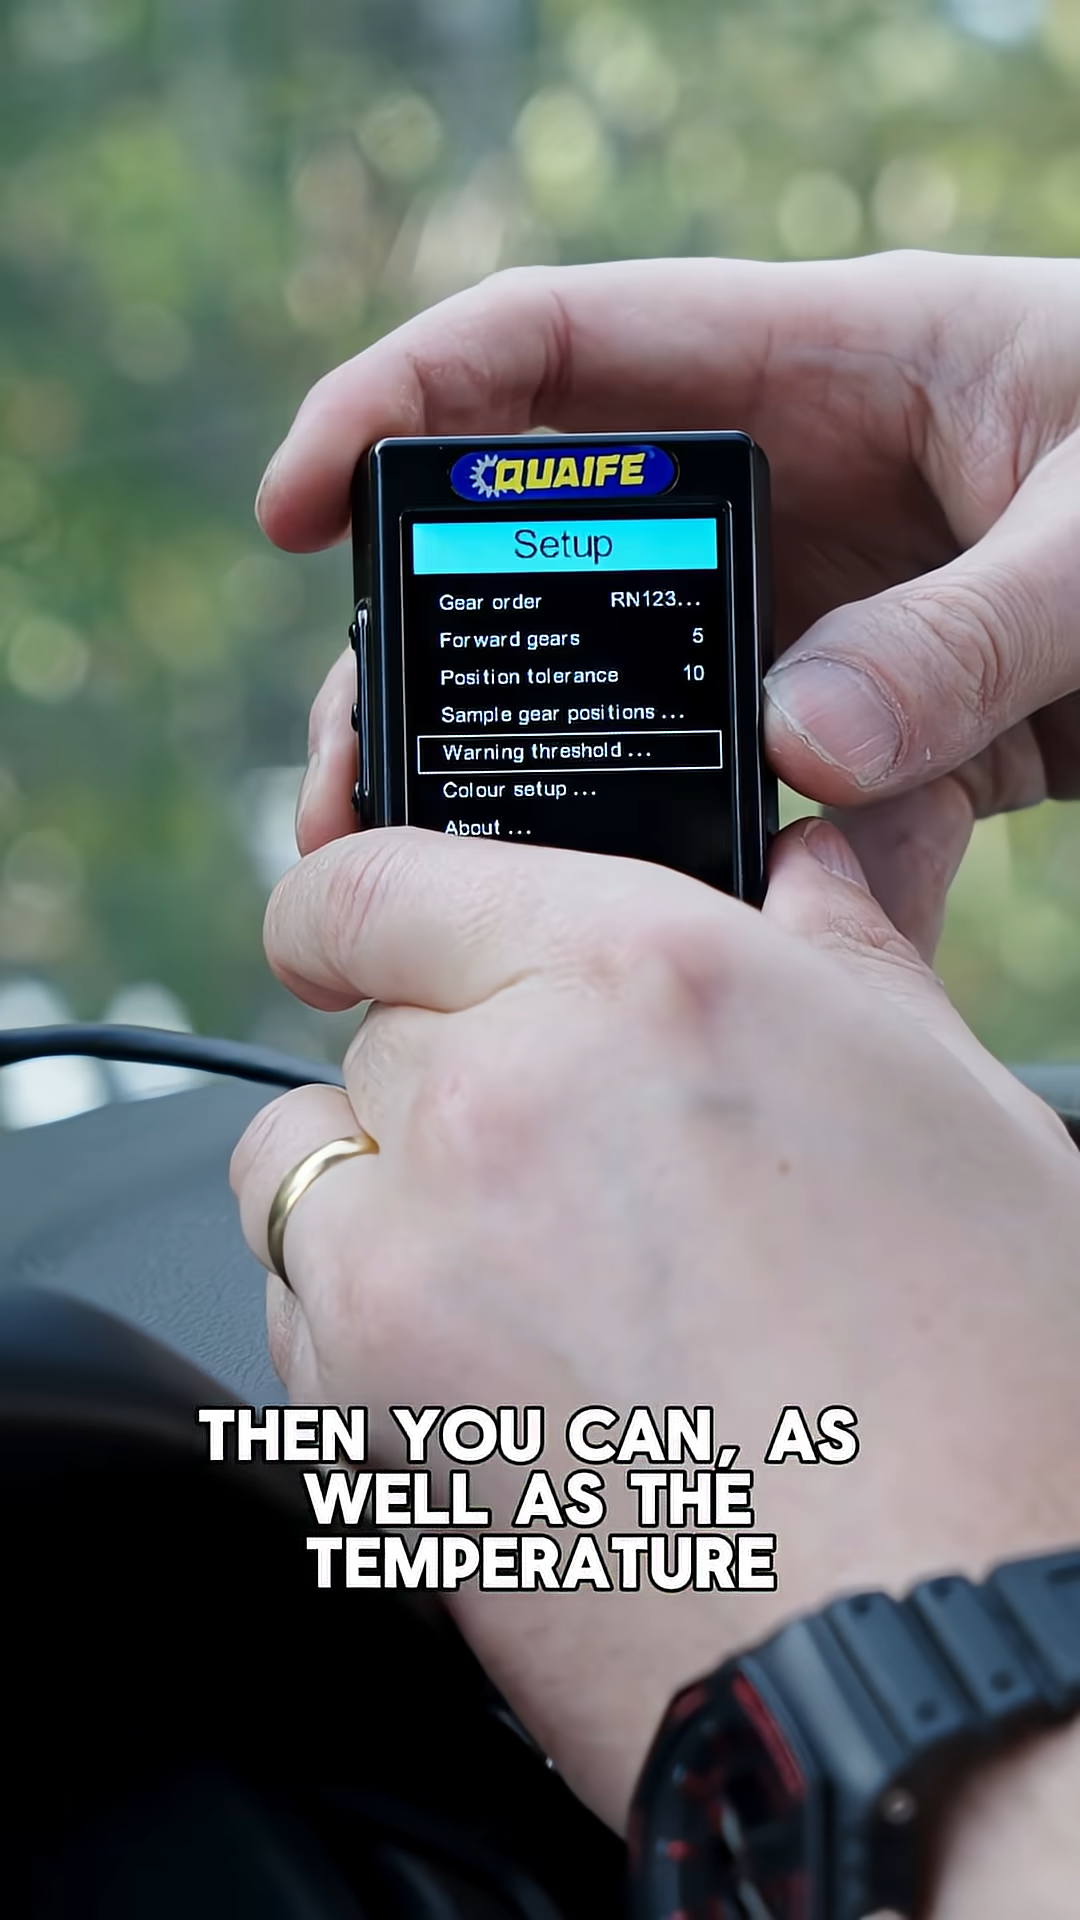 QUAIFE
Setup
Gear order RN123...
Forward gears 5
Position tolerance 10
Sample gear positions ...
Warning threshold ...
Colour setup ...
About ...
THEN YOU CAN, AS
WELL AS THE
TEMPERATURE